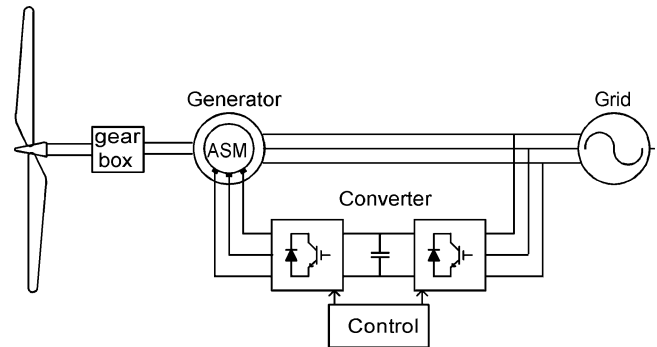 Generator
Grid
gear
box
ASM
Converter
Control